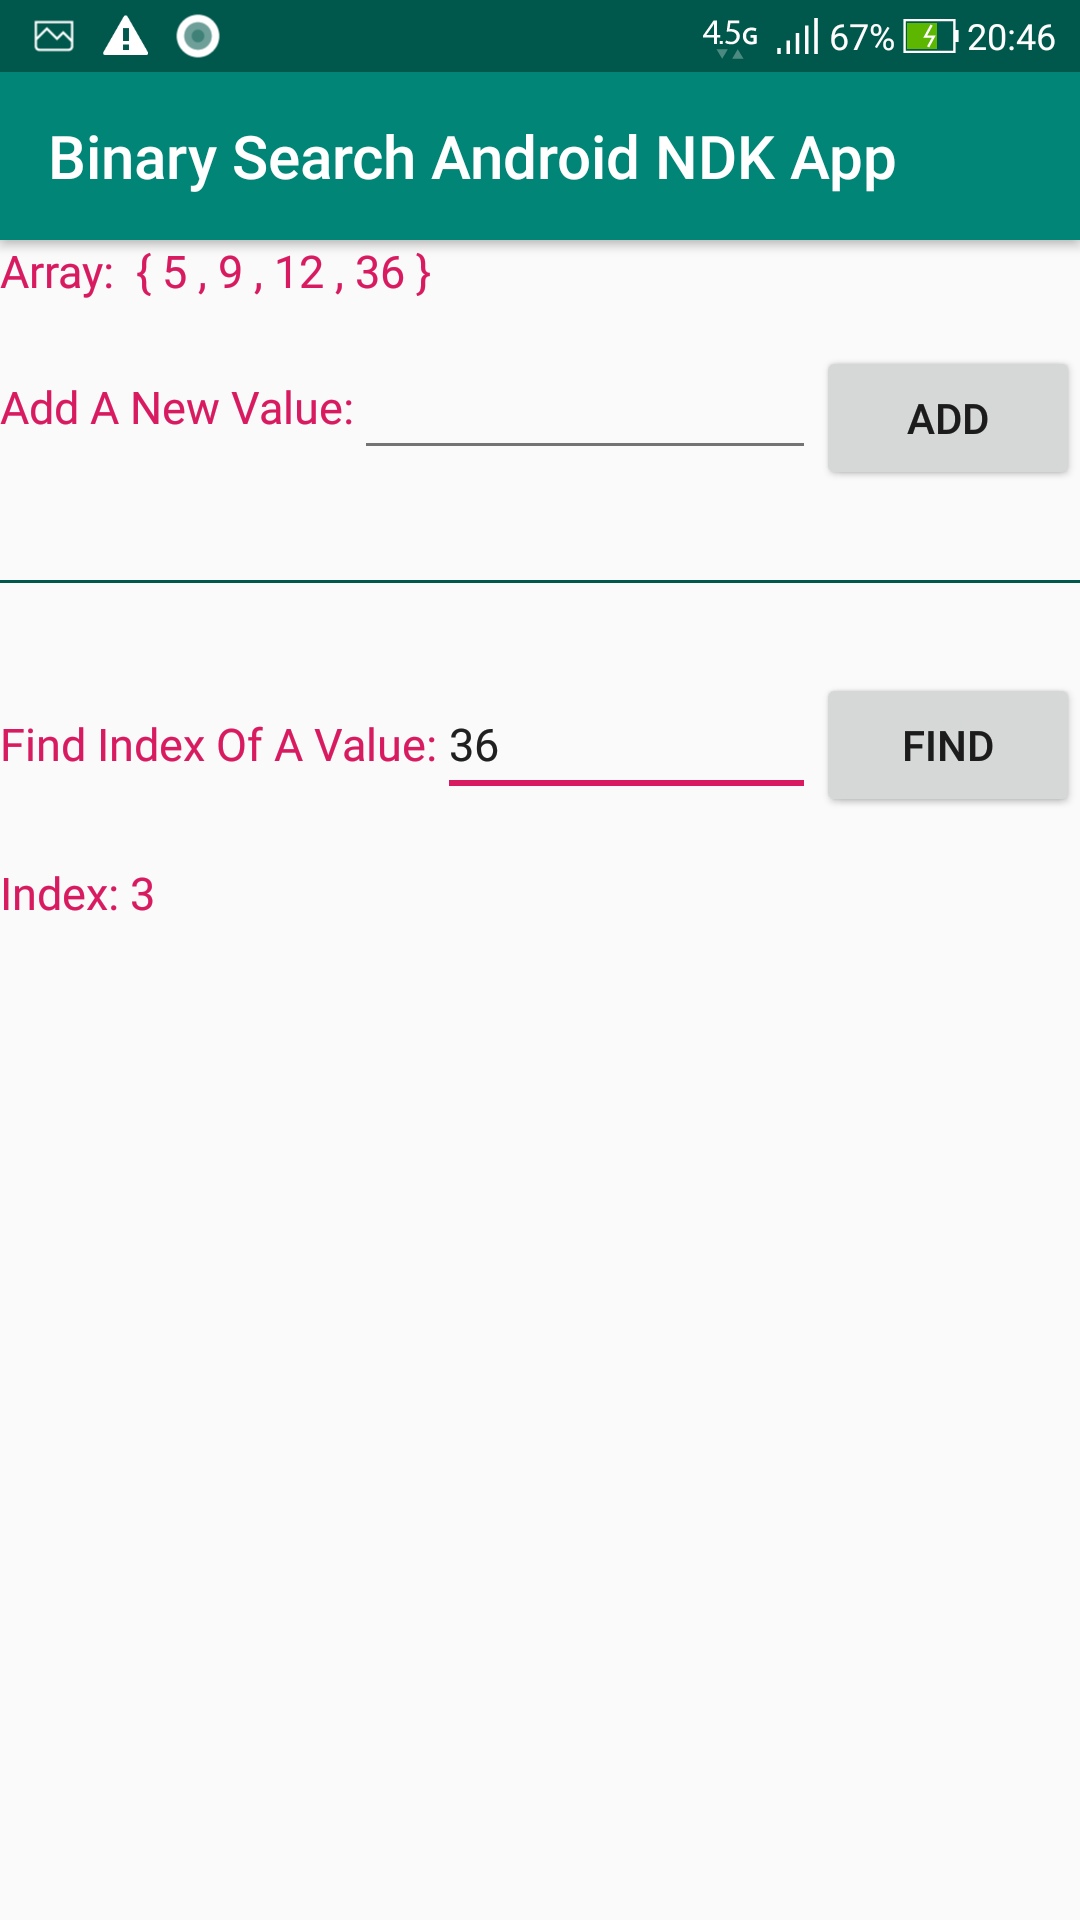 4.5G 67% 20:46
Binary Search Android NDK App
Array:  { 5 , 9 , 12 , 36 }
Add A New Value: ADD
Find Index Of A Value: 36 FIND
Index: 3